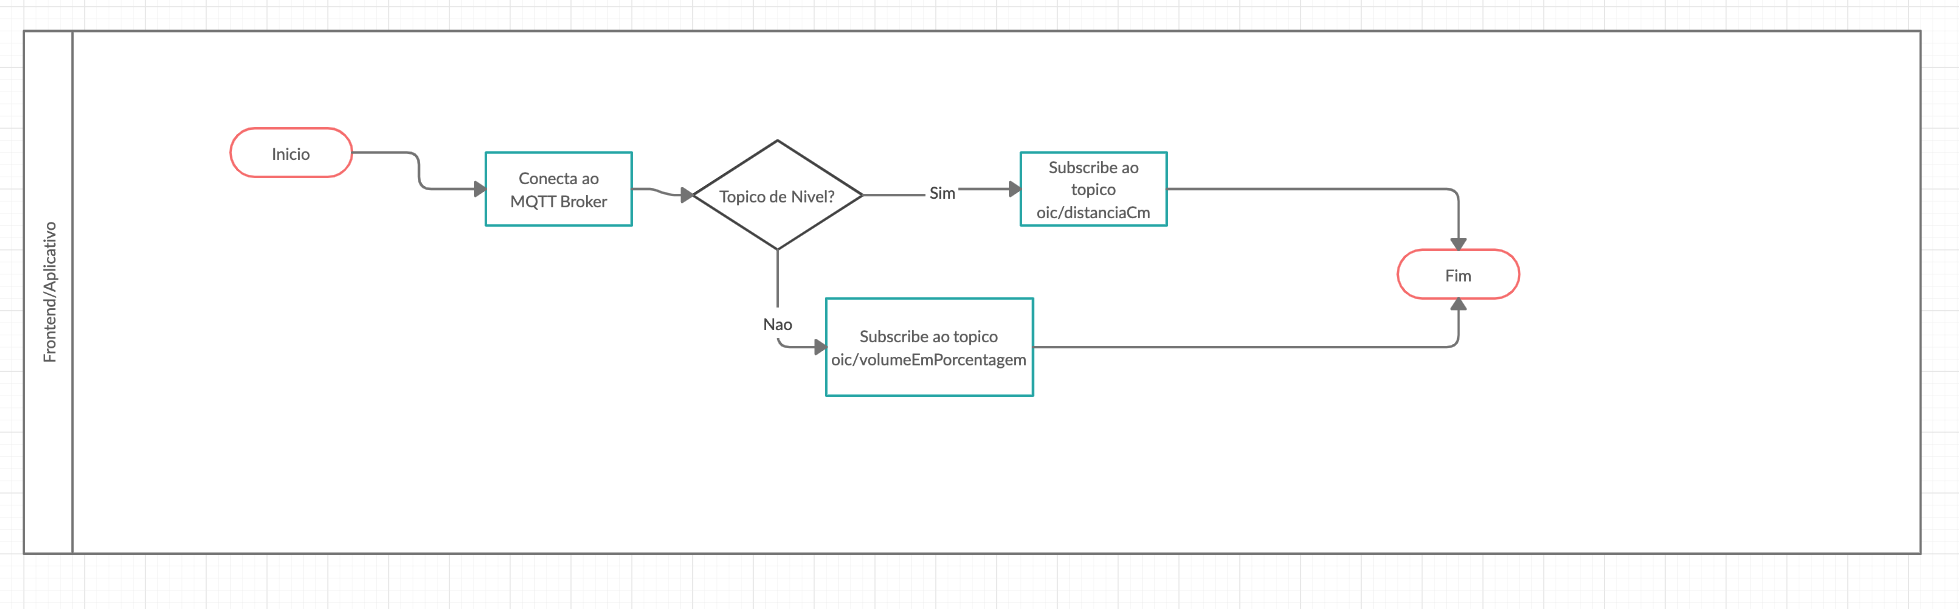 Frontend/Aplicativo
Inicio
Conecta ao
MQTT Broker
Topico de Nivel?
Sim
Subscribe ao
topico
oic/distanciaCm
Fim
Nao
Subscribe ao topico
oic/volumeEmPorcentagem